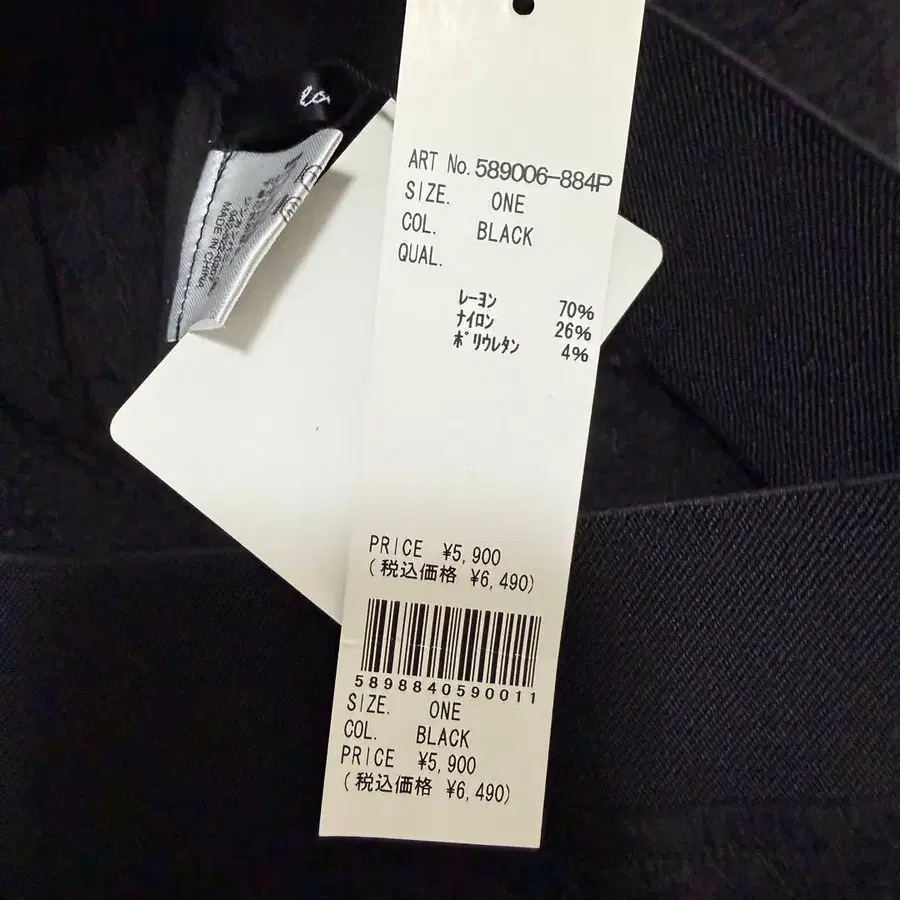 ART No. 589006-884P
SIZE. ONE
COL. BLACK
QUAL.
ﾚｰﾖﾝ 70%
ﾅｲﾛﾝ 26%
ﾎﾟﾘｳﾚﾀﾝ 4%
PRICE ¥5,900
(税込価格 ¥6,490)
5898840590011
SIZE. ONE
COL. BLACK
PRICE ¥5,900
(税込価格 ¥6,490)
MADE IN CHINA